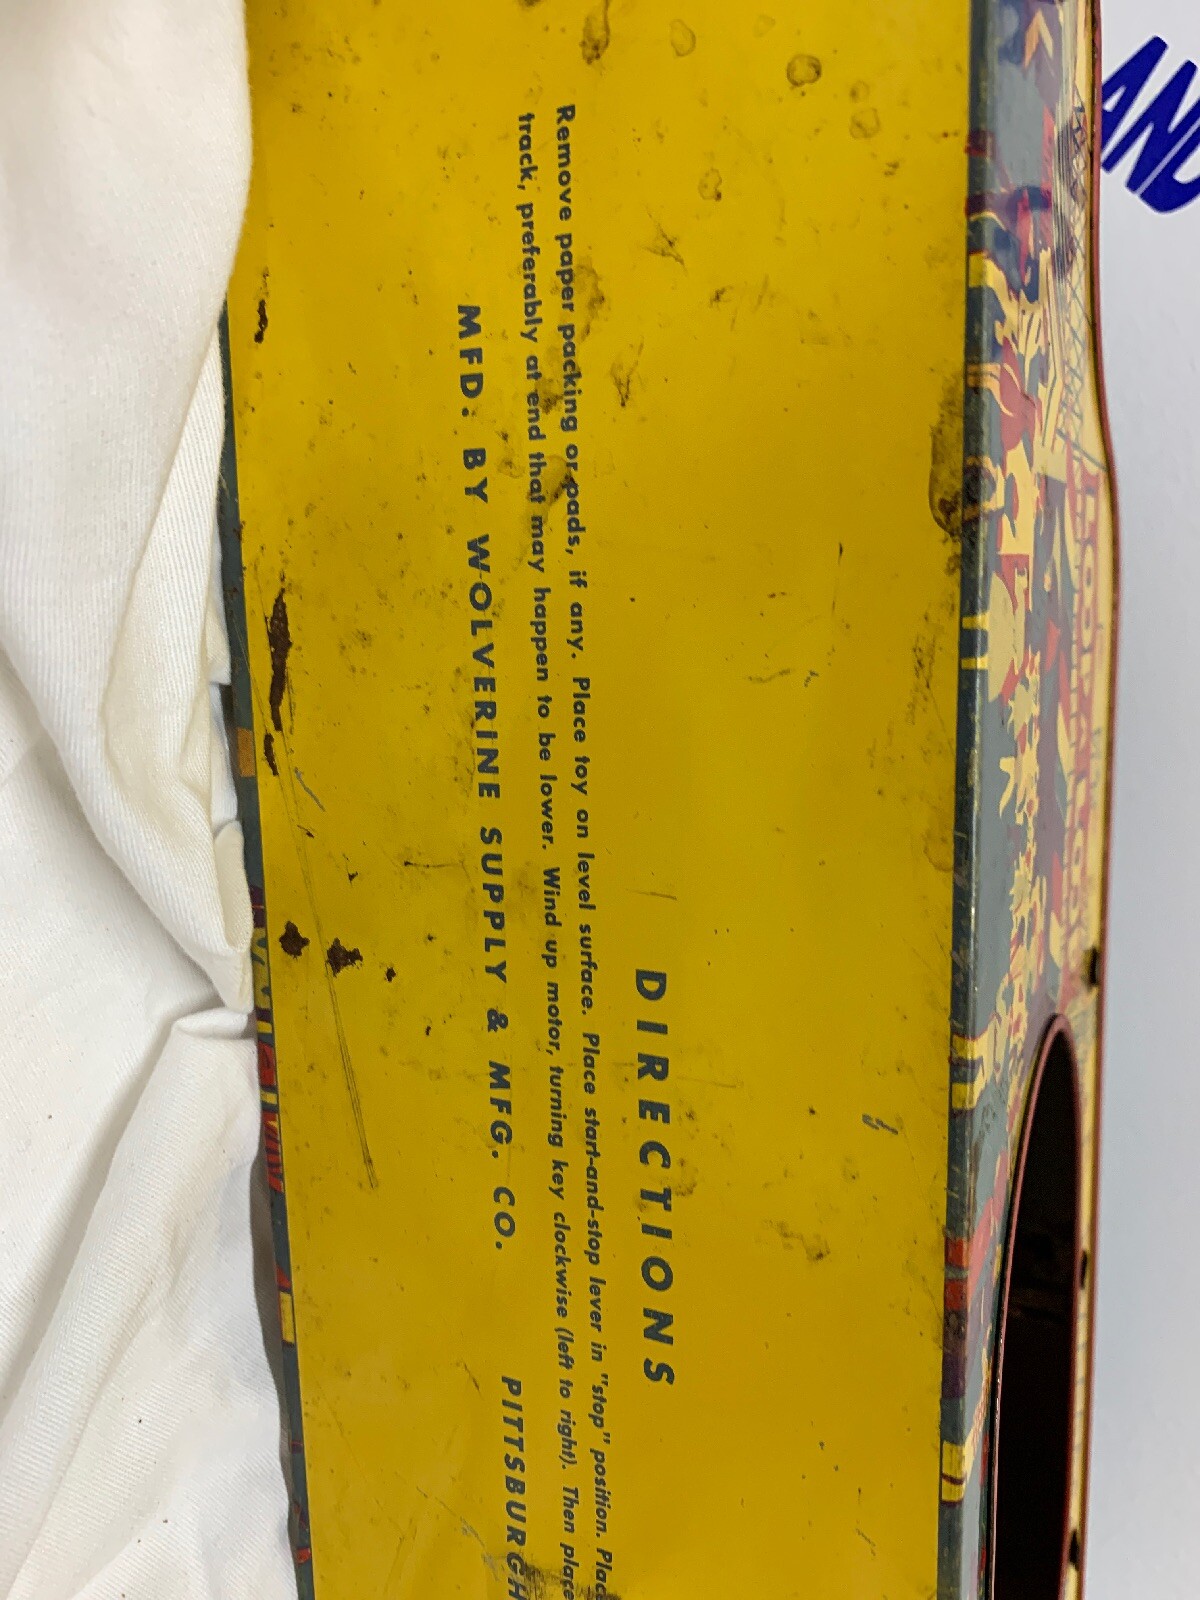 DIRECTIONS
Remove paper packing or pads, if any. Place toy on level surface. Place start-and-stop lever in "stop" position. Place
track, preferably at end that may happen to be lower. Wind up motor, turning key clockwise (left to right). Then place
MFD. BY WOLVERINE SUPPLY & MFG. CO. PITTSBURGH
AND